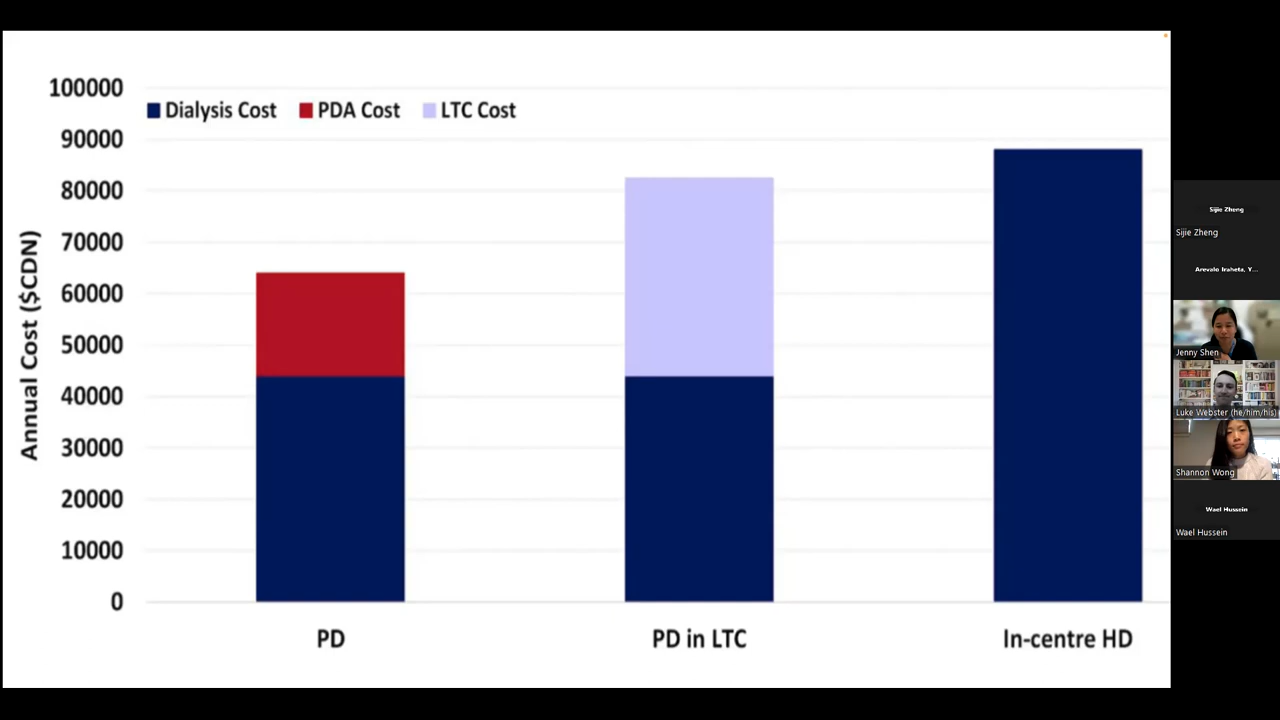 100000
Dialysis Cost PDA Cost LTC Cost
90000
80000
70000
60000
50000
40000
30000
20000
10000
0
Annual Cost ($CDN)
PD PD in LTC In-centre HD
Sijie Zheng
Sijie Zheng
Arevalo Iraheta, Y...
Jenny Shen
Luke Webster (he/him/his)
Shannon Wong
Wael Hussein
Wael Hussein